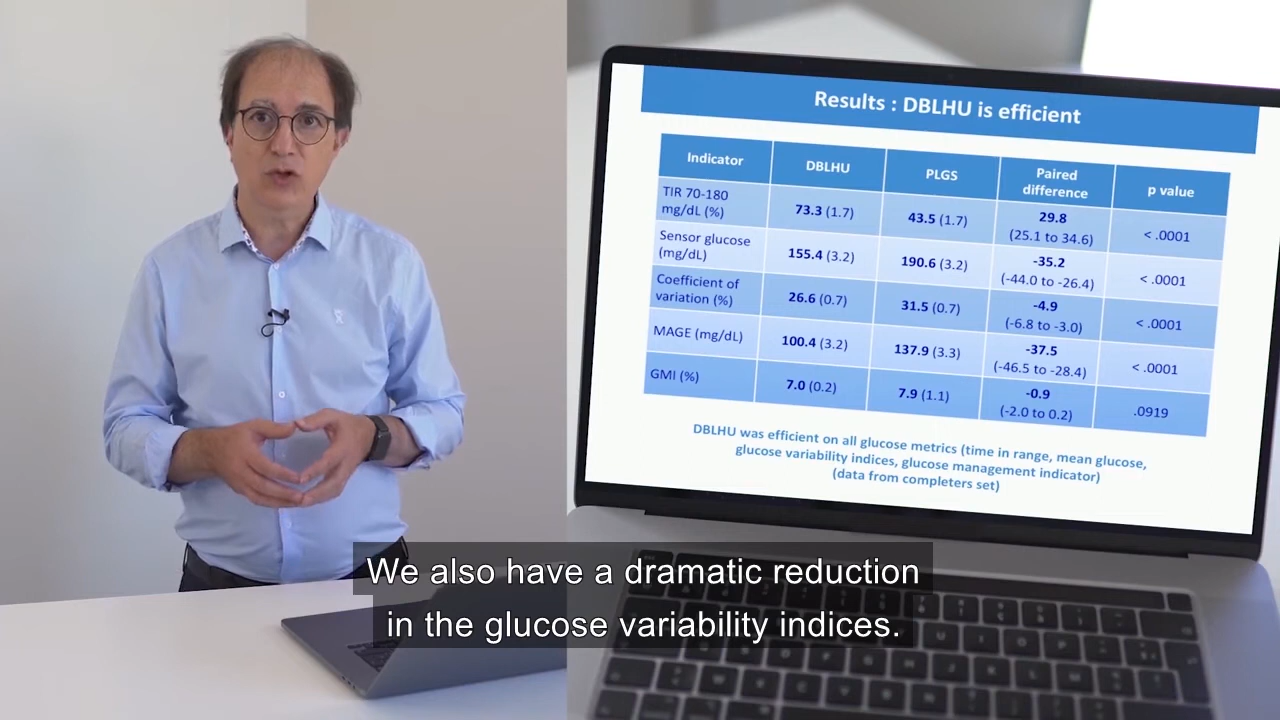 Results : DBLHU is efficient
Indicator DBLHU PLGS Paired difference p value
TIR 70-180 mg/dL (%) 73.3 (1.7) 43.5 (1.7) 29.8 (25.1 to 34.6) < .0001
Sensor glucose (mg/dL) 155.4 (3.2) 190.6 (3.2) -35.2 (-44.0 to -26.4) < .0001
Coefficient of variation (%) 26.6 (0.7) 31.5 (0.7) -4.9 (-6.8 to -3.0) < .0001
MAGE (mg/dL) 100.4 (3.2) 137.9 (3.3) -37.5 (-46.5 to -28.4) < .0001
GMI (%) 7.0 (0.2) 7.9 (1.1) -0.9 (-2.0 to 0.2) .0919
DBLHU was efficient on all glucose metrics (time in range, mean glucose,
glucose variability indices, glucose management indicator)
(data from completers set)
We also have a dramatic reduction
in the glucose variability indices.